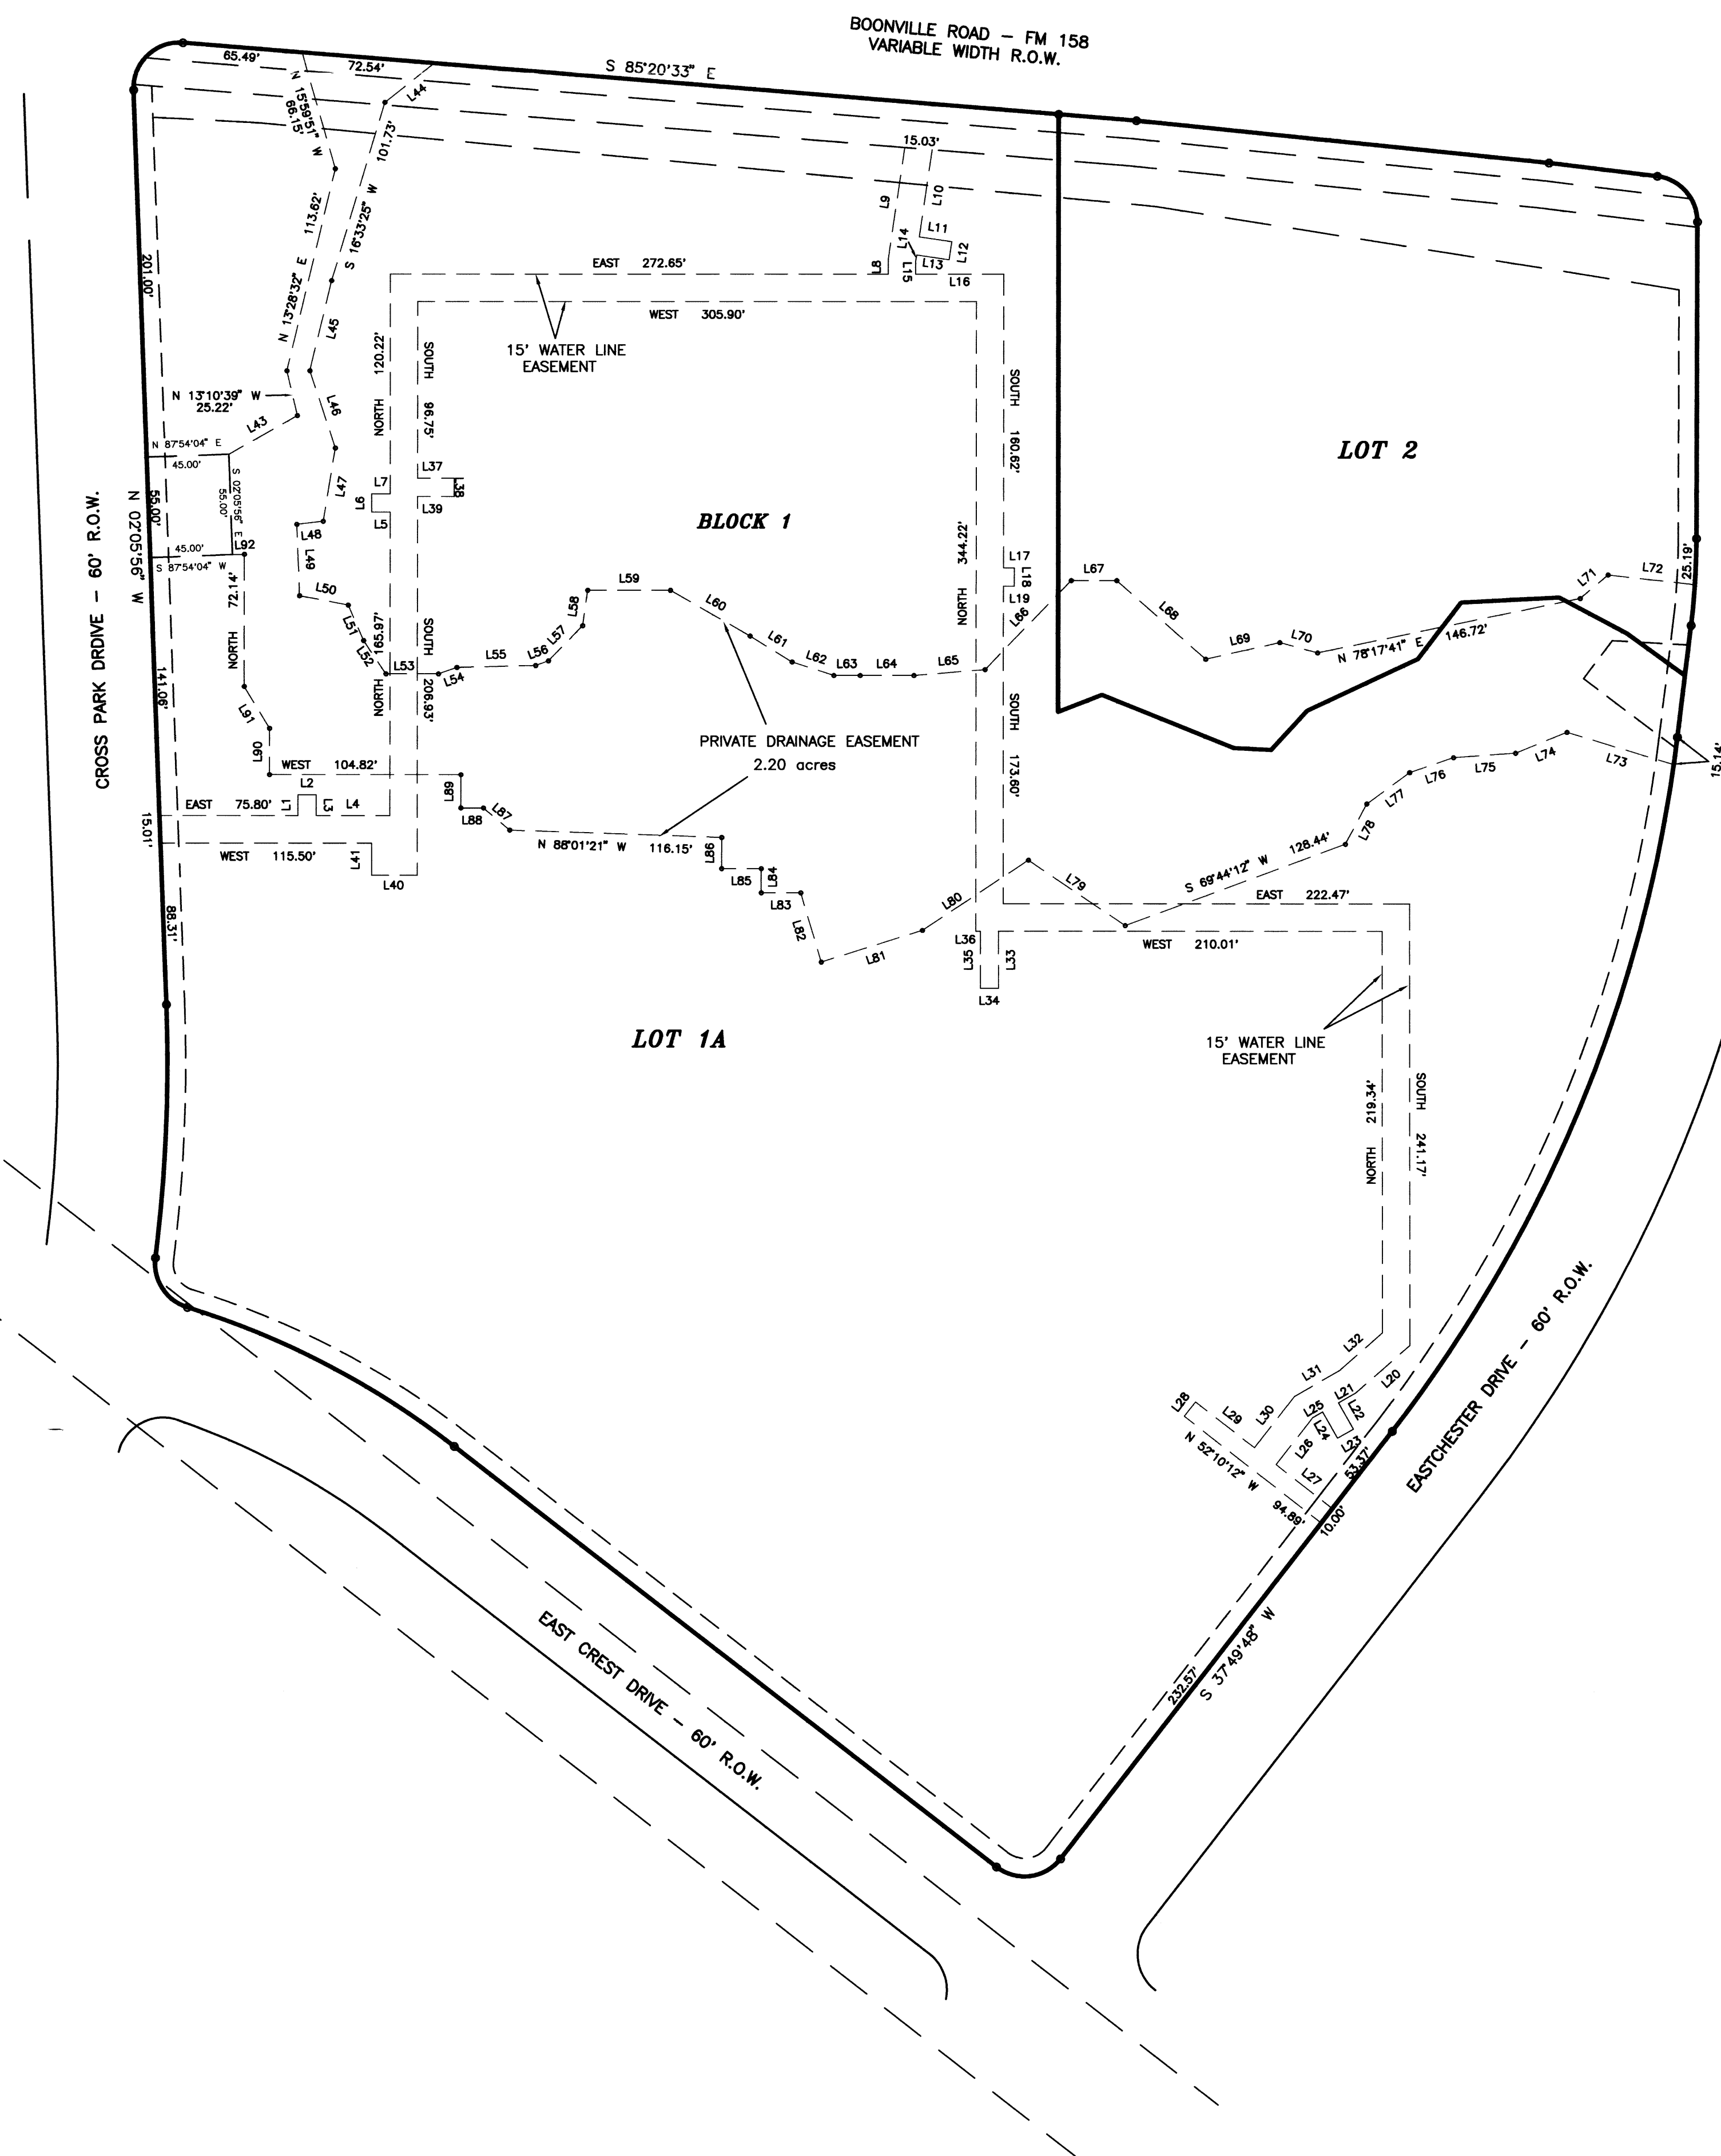 BOONVILLE ROAD – FM 158
VARIABLE WIDTH R.O.W.
S 85°20'33" E
65.49'
72.54'
L44
N 15°59'51" W
66.15'
101.73'
S 16°33'25" W
113.62'
N 13°28'32" E
L45
15.03'
L9
L10
L11
L12
L14
L13
L8
L15
L16
201.00'
EAST 272.65'
WEST 305.90'
15' WATER LINE
EASEMENT
NORTH 120.22'
SOUTH 96.75'
SOUTH 160.62'
N 13°10'39" W
25.22'
L46
L43
N 87°54'04" E
45.00'
S 02°05'56" E
55.00'
55.00'
N 02°05'56" W
45.00'
S 87°54'04" W
L92
L47
L48
L49
L7
L6
L5
L37
L38
L39
LOT 2
BLOCK 1
NORTH 344.22'
L17
L18
L19
CROSS PARK DRDIVE – 60' R.O.W.
72.14'
NORTH
L50
L51
L52
NORTH 165.97'
L53
L54
SOUTH 206.93'
L55
L56
L57
L58
L59
L60
L61
L62
L63
L64
L65
L66
L67
L68
L69
L70
N 78°17'41" E 146.72'
L71
L72
25.19'
141.06'
L91
L90
WEST 104.82'
SOUTH 173.60'
PRIVATE DRAINAGE EASEMENT
2.20 acres
L73
L74
L75
L76
L77
L78
15.14'
EAST 75.80'
L1
L2
L3
L4
15.01'
WEST 115.50'
L41
L40
L89
L88
L87
N 88°01'21" W 116.15'
L86
L85
L84
L83
L82
L81
L80
L79
S 69°44'12" W 128.44'
EAST 222.47'
WEST 210.01'
L36
L35
L33
L34
88.31'
LOT 1A
15' WATER LINE
EASEMENT
NORTH 219.34'
SOUTH 241.17'
L32
L31
L30
L29
L28
L20
L21
L22
L25
L24
L23
L26
L27
N 52°10'12" W 94.89'
53.37'
10.00'
EASTCHESTER DRIVE – 60' R.O.W.
232.57'
S 37°49'48" W
EAST CREST DRIVE – 60' R.O.W.